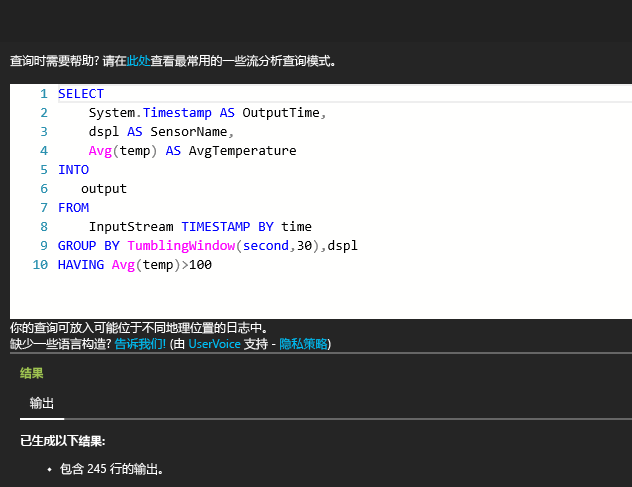 查询时需要帮助? 请在此处查看最常用的一些流分析查询模式。
1 SELECT
2 System.Timestamp AS OutputTime,
3 dspl AS SensorName,
4 Avg(temp) AS AvgTemperature
5 INTO
6 output
7 FROM
8 InputStream TIMESTAMP BY time
9 GROUP BY TumblingWindow(second,30),dspl
10 HAVING Avg(temp)>100
你的查询可放入可能位于不同地理位置的日志中。
缺少一些语言构造? 告诉我们! (由 UserVoice 支持 - 隐私策略)
结果
输出
已生成以下结果:
• 包含 245 行的输出。